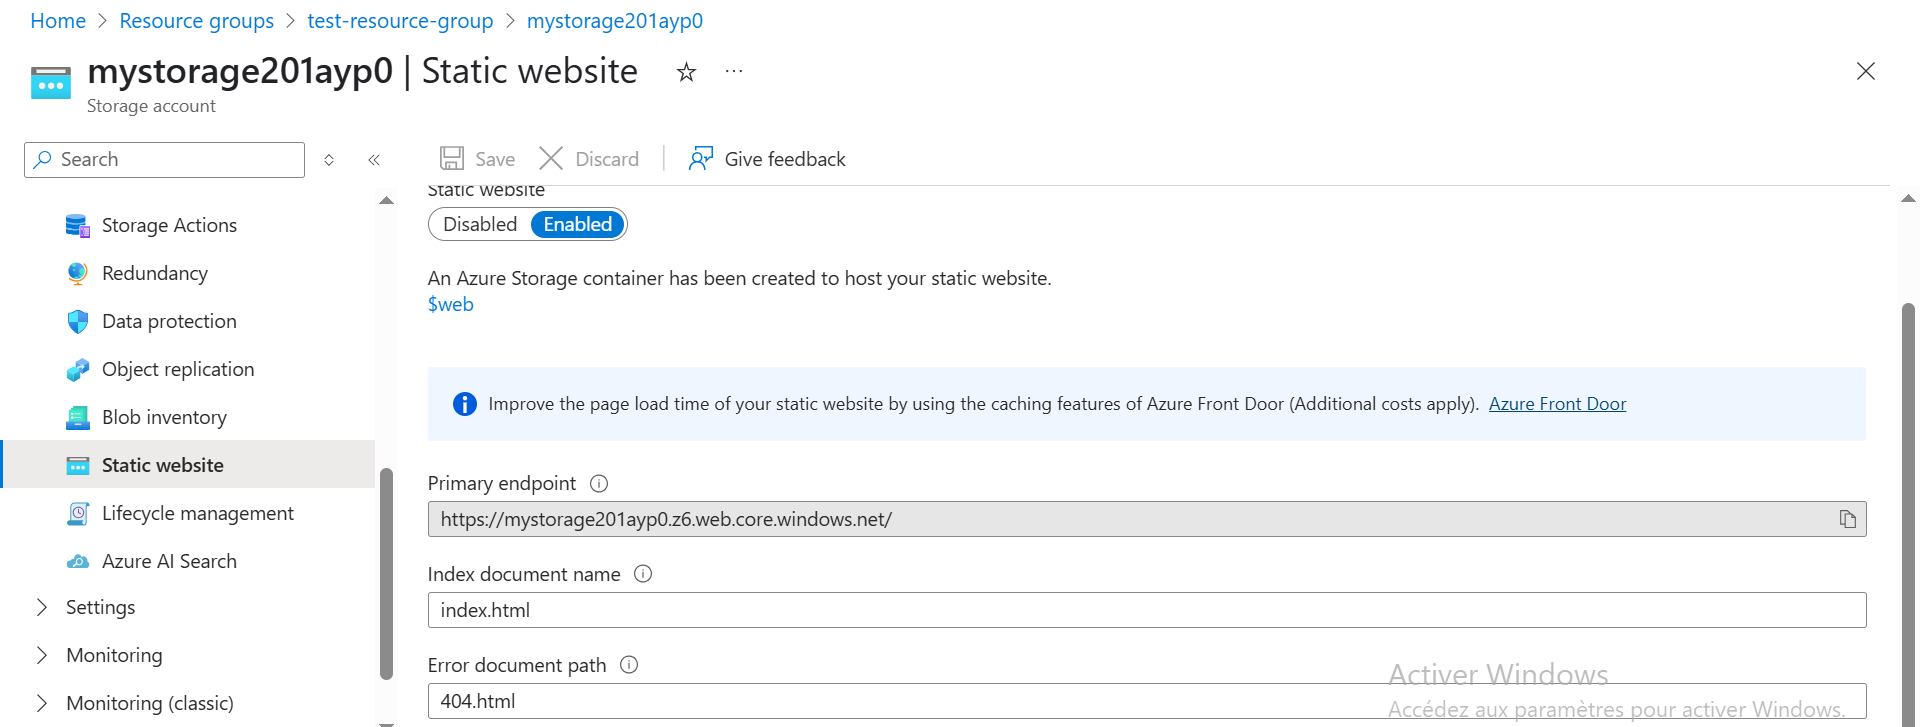 Home > Resource groups > test-resource-group > mystorage201ayp0
mystorage201ayp0 | Static website
Storage account
Search
Save
Discard
Give feedback
Storage Actions
Redundancy
Data protection
Object replication
Blob inventory
Static website
Lifecycle management
Azure AI Search
Settings
Monitoring
Monitoring (classic)
Static website
Disabled Enabled
An Azure Storage container has been created to host your static website.
$web
Improve the page load time of your static website by using the caching features of Azure Front Door (Additional costs apply). Azure Front Door
Primary endpoint
https://mystorage201ayp0.z6.web.core.windows.net/
Index document name
index.html
Error document path
404.html
Activer Windows
Accédez aux paramètres pour activer Windows.